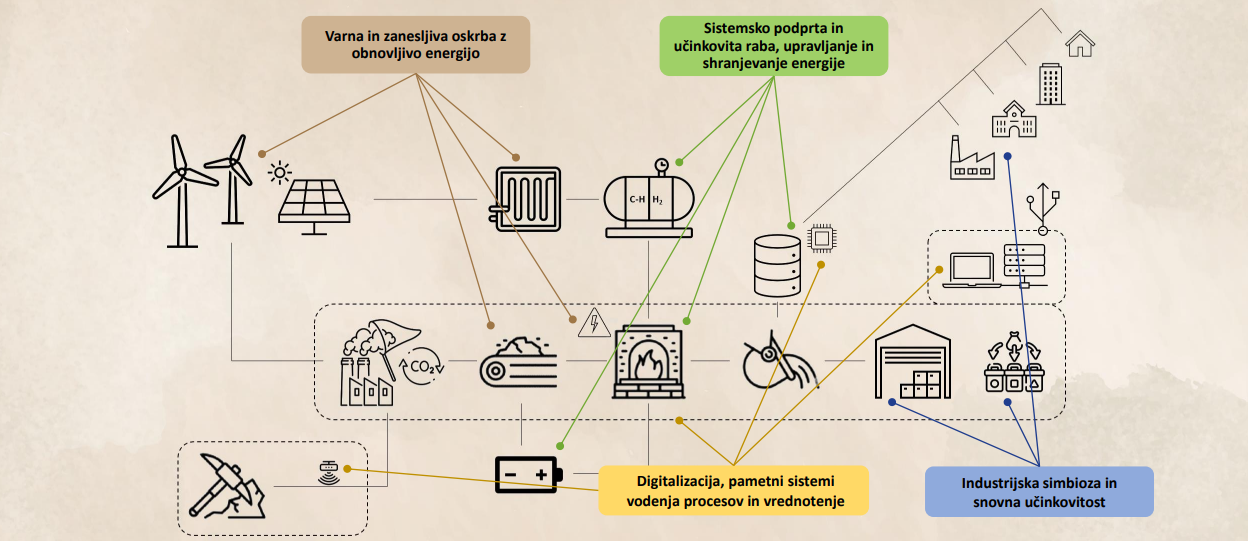 Varna in zanesljiva oskrba z
obnovljivo energijo
Sistemsko podprta in
učinkovita raba, upravljanje in
shranjevanje energije
C-H H₂
CO₂
Digitalizacija, pametni sistemi
vodenja procesov in vrednotenje
Industrijska simbioza in
snovna učinkovitost